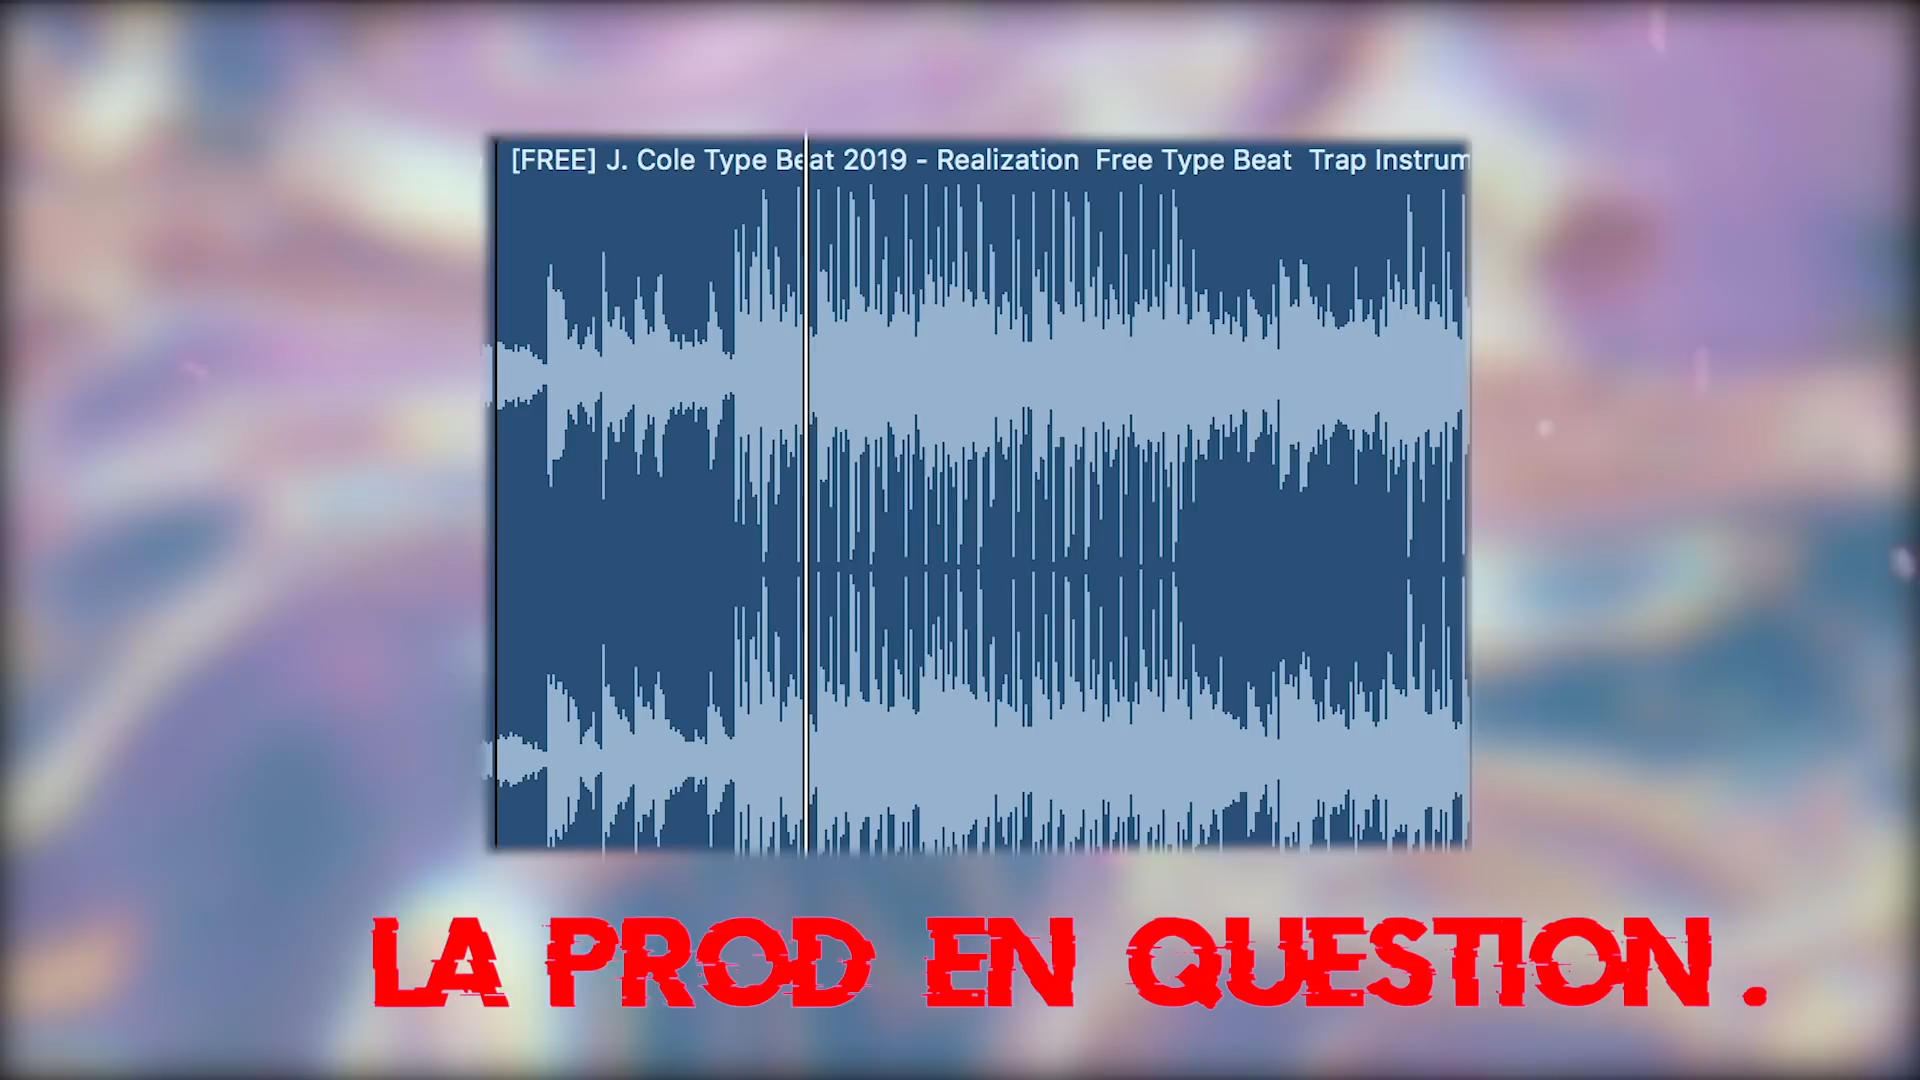 [FREE] J. Cole Type Beat 2019 - Realization  Free Type Beat  Trap Instrum
LA PROD EN QUESTION .